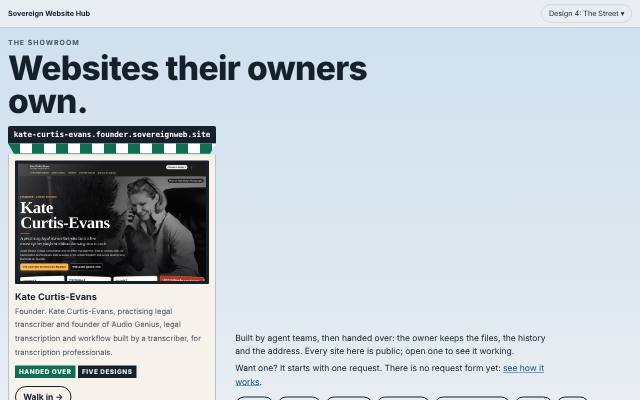 Sovereign Website Hub
Design 4: The Street ▾
THE SHOWROOM
Websites their owners
own.
kate-curtis-evans.founder.sovereignweb.site
Kate
Curtis-Evans
Kate Curtis-Evans
Founder. Kate Curtis-Evans, practising legal
transcriber and founder of Audio Genius, legal
transcription and workflow built by a transcriber, for
transcription professionals.
HANDED OVER
FIVE DESIGNS
Walk in →
Built by agent teams, then handed over: the owner keeps the files, the history
and the address. Every site here is public; open one to see it working.
Want one? It starts with one request. There is no request form yet: see how it
works.